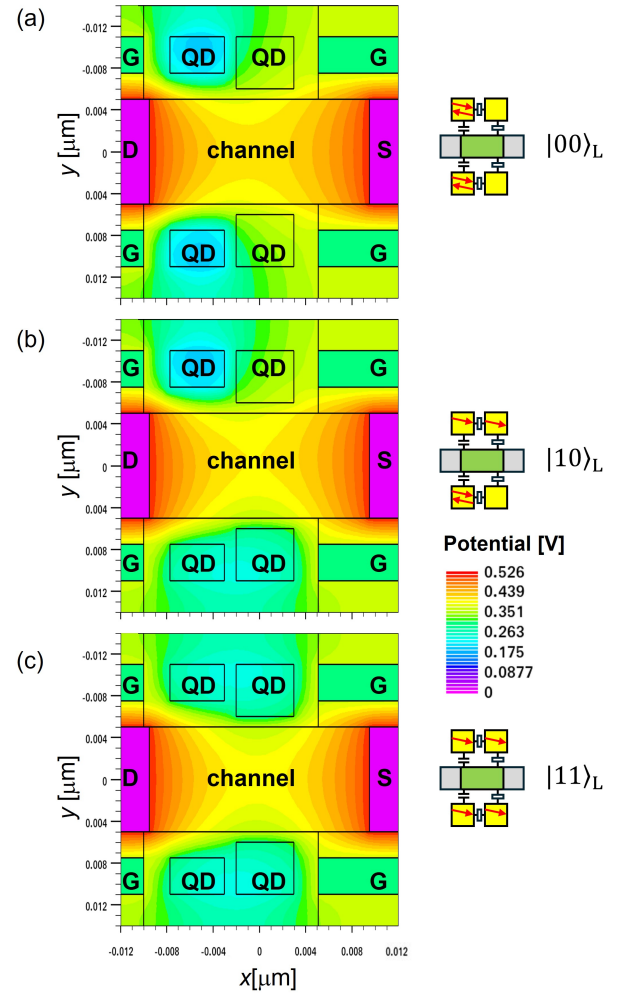 (a)
-0.012
-0.008
0.004
0
0.004
0.008
0.012
y [μm]
G QD QD G
D channel S
G QD QD G
|00⟩L
(b)
-0.012
-0.008
0.004
0
0.004
0.008
0.012
y [μm]
G QD QD G
D channel S
G QD QD G
|10⟩L
Potential [V]
0.526
0.439
0.351
0.263
0.175
0.0877
0
(c)
-0.012
-0.008
0.004
0
0.004
0.008
0.012
y [μm]
G QD QD G
D channel S
G QD QD G
|11⟩L
-0.012 -0.008 -0.004 0 0.004 0.008 0.012
x[μm]